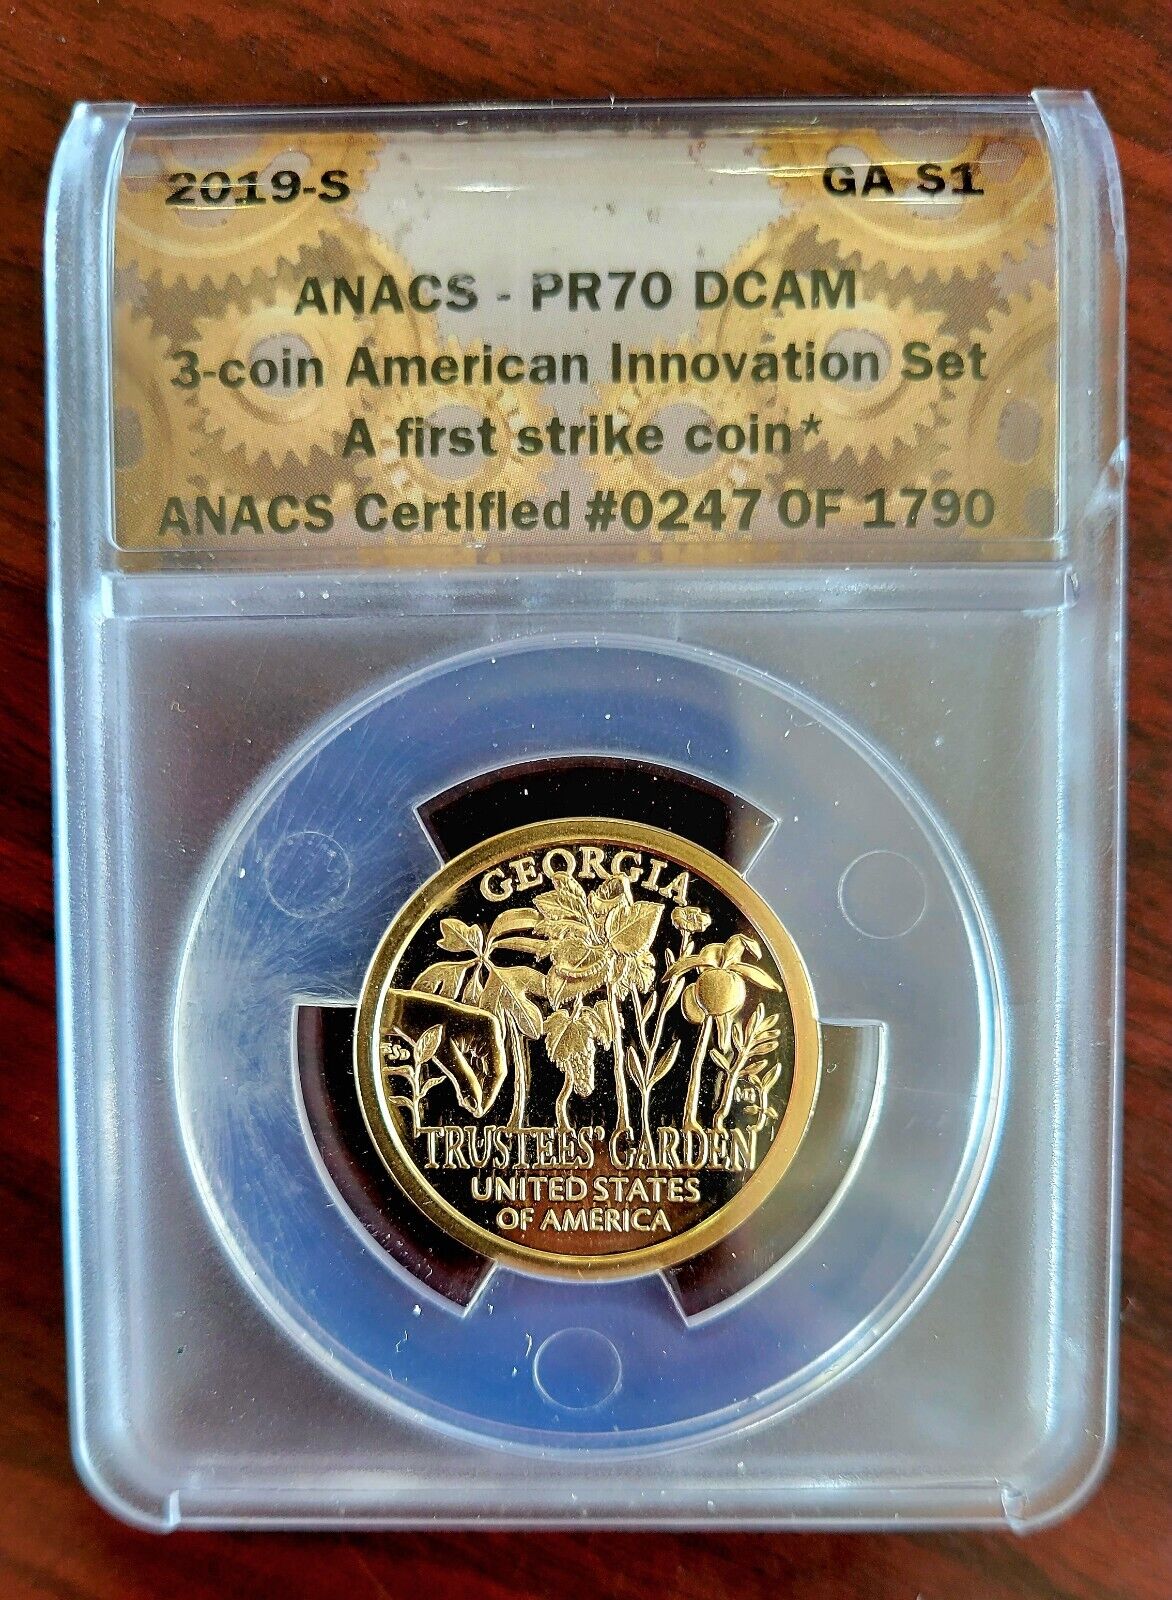 2019-S GA $1
ANACS - PR70 DCAM
3-coin American Innovation Set
A first strike coin*
ANACS Certified #0247 OF 1790
GEORGIA
TRUSTEES' GARDEN
UNITED STATES
OF AMERICA